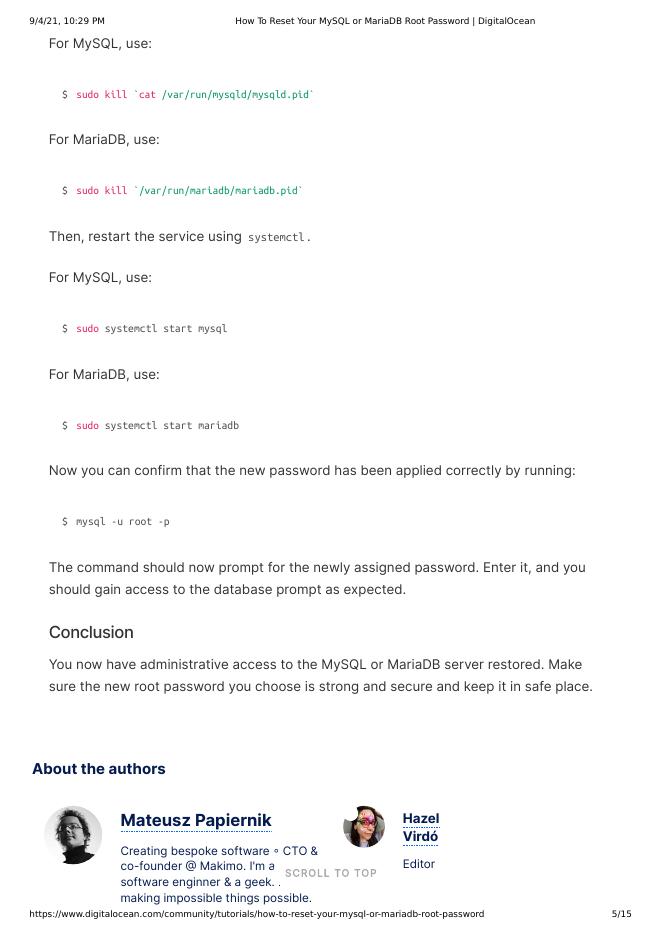 9/4/21, 10:29 PM How To Reset Your MySQL or MariaDB Root Password | DigitalOcean
For MySQL, use:
$ sudo kill `cat /var/run/mysqld/mysqld.pid`
For MariaDB, use:
$ sudo kill `/var/run/mariadb/mariadb.pid`
Then, restart the service using systemctl.
For MySQL, use:
$ sudo systemctl start mysql
For MariaDB, use:
$ sudo systemctl start mariadb
Now you can confirm that the new password has been applied correctly by running:
$ mysql -u root -p
The command should now prompt for the newly assigned password. Enter it, and you
should gain access to the database prompt as expected.
Conclusion
You now have administrative access to the MySQL or MariaDB server restored. Make
sure the new root password you choose is strong and secure and keep it in safe place.
About the authors
Mateusz Papiernik
Creating bespoke software ∘ CTO &
co-founder @ Makimo. I'm a
software enginner & a geek. .
making impossible things possible.
Hazel
Virdó
Editor
SCROLL TO TOP
https://www.digitalocean.com/community/tutorials/how-to-reset-your-mysql-or-mariadb-root-password 5/15